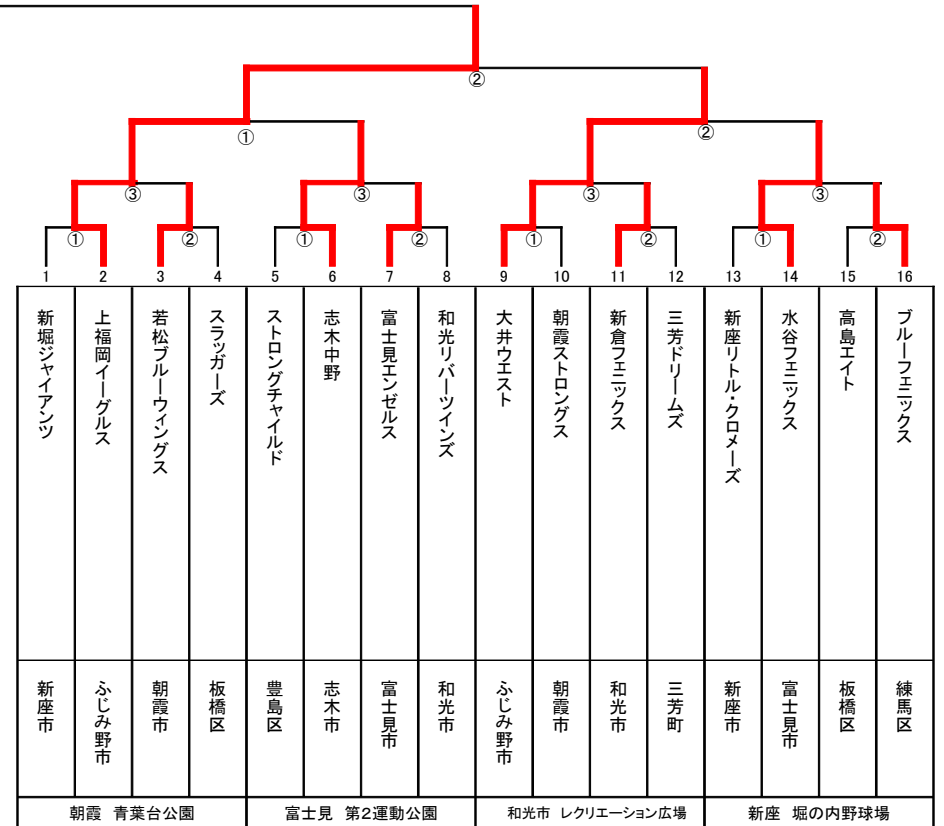 ②
①
②
③
③
③
③
①
②
①
②
①
②
①
②
1
2
3
4
5
6
7
8
9
10
11
12
13
14
15
16
新堀ジャイアンツ
上福岡イーグルス
若松ブルーウィングス
スラッガーズ
ストロングチャイルド
志木中野
富士見エンゼルス
和光リバーツインズ
大井ウエスト
朝霞ストロングス
新倉フェニックス
三芳ドリームズ
新座リトル・クロメーズ
水谷フェニックス
高島エイト
ブルーフェニックス
新座市
ふじみ野市
朝霞市
板橋区
豊島区
志木市
富士見市
和光市
ふじみ野市
朝霞市
和光市
三芳町
新座市
富士見市
板橋区
練馬区
朝霞 青葉台公園
富士見 第2運動公園
和光市 レクリエーション広場
新座 堀の内野球場